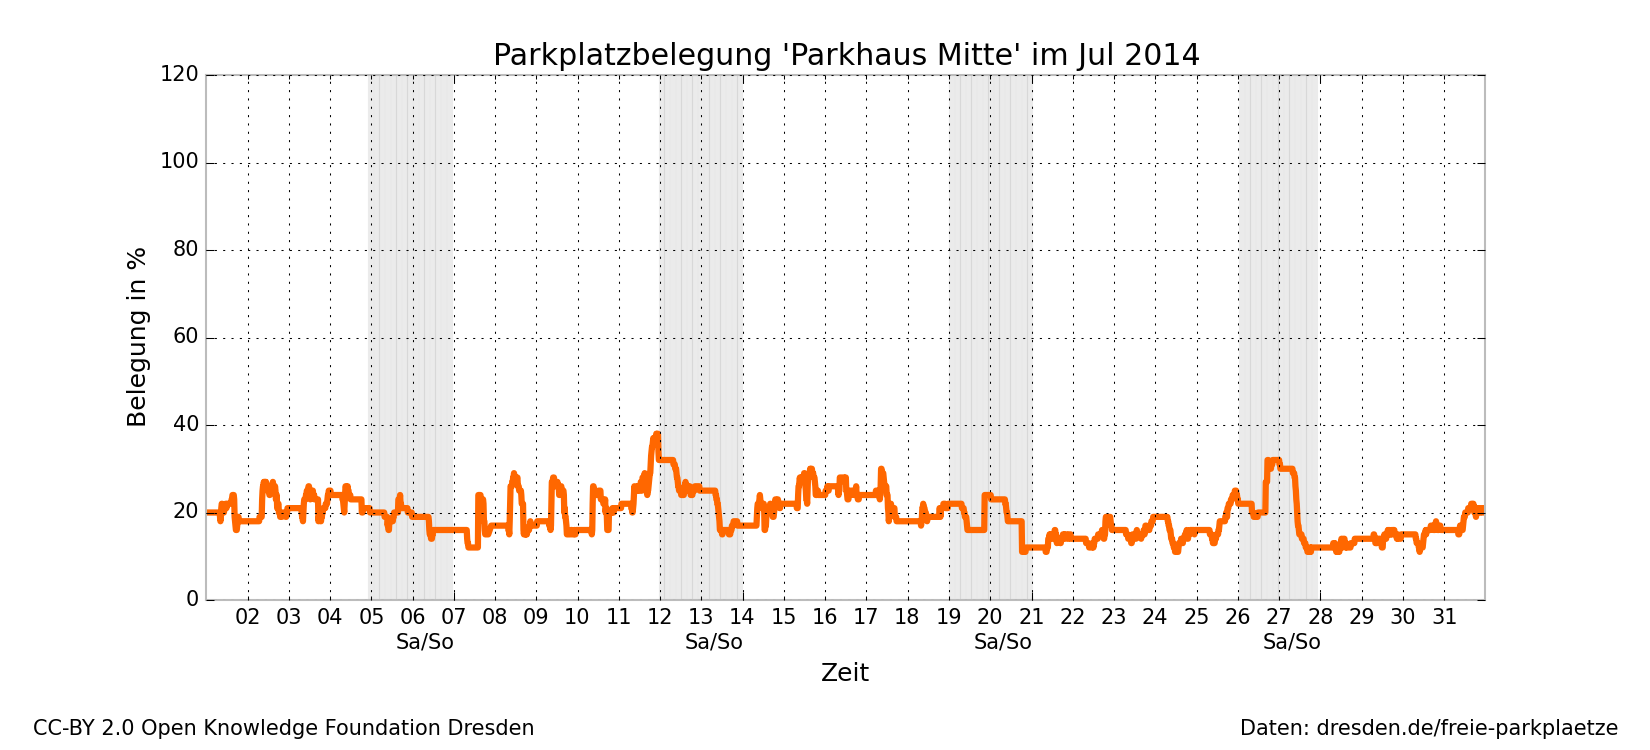 Parkplatzbelegung 'Parkhaus Mitte' im Jul 2014
120
100
80
60
40
20
0
Belegung in %
02 03 04 05 06 07 08 09 10 11 12 13 14 15 16 17 18 19 20 21 22 23 24 25 26 27 28 29 30 31
Sa/So Sa/So Sa/So Sa/So
Zeit
CC-BY 2.0 Open Knowledge Foundation Dresden
Daten: dresden.de/freie-parkplaetze